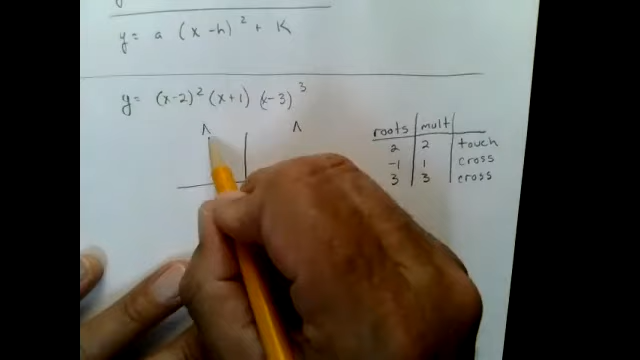 y = a (x - h)² + K
y = (x-2)² (x+1) (x-3)³
roots mult
2 2 touch
-1 1 cross
3 3 cross